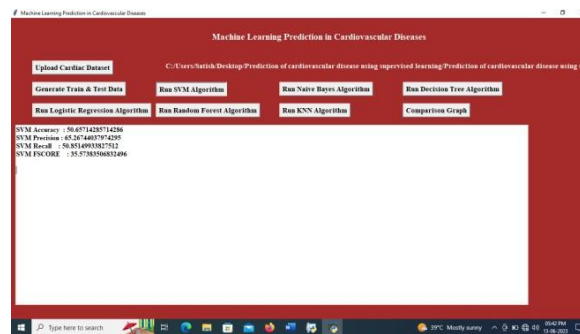 Machine Learning Prediction in Cardiovascular Diseases
Machine Learning Prediction in Cardiovascular Diseases
Upload Cardiac Dataset
C:/Users/Satish/Desktop/Prediction of cardiovascular disease using supervised learning/Prediction of cardiovascular disease using
Generate Train & Test Data Run SVM Algorithm Run Naive Bayes Algorithm Run Decision Tree Algorithm
Run Logistic Regression Algorithm Run Random Forest Algorithm Run KNN Algorithm Comparison Graph
SVM Accuracy : 50.65714285714286
SVM Precision : 65.26744037974295
SVM Recall : 50.85149933827512
SVM FSCORE : 35.57383506832496
Type here to search
39°C Mostly sunny
05:42 PM
13-06-2023